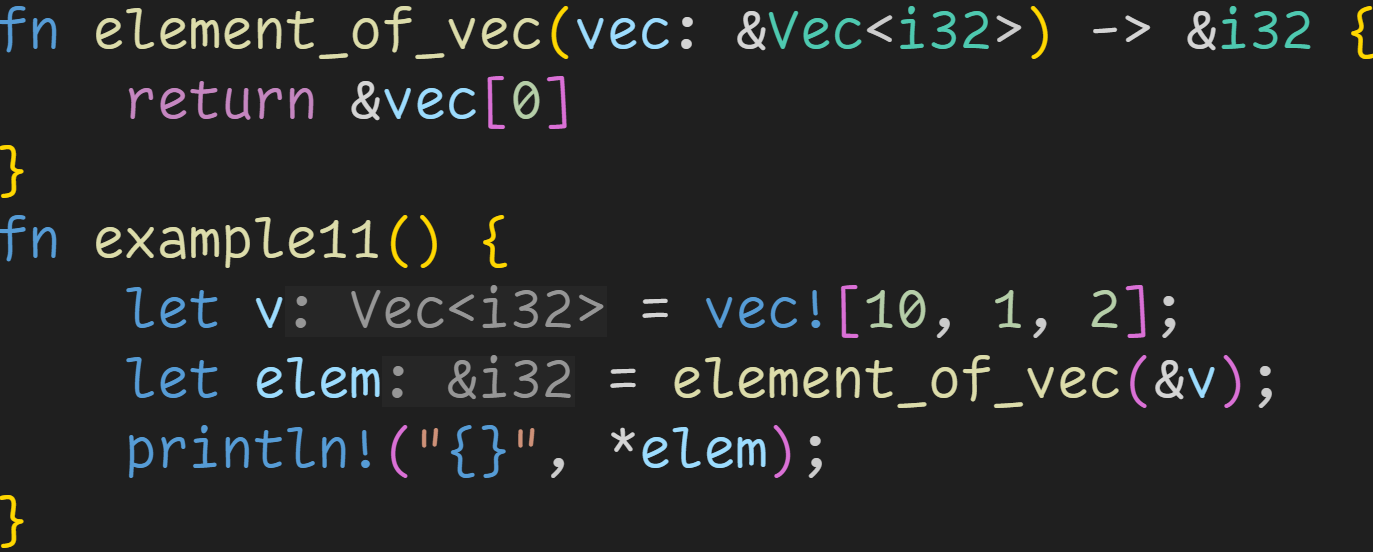 fn element_of_vec(vec: &Vec<i32>) -> &i32 {
    return &vec[0]
}
fn example11() {
    let v: Vec<i32> = vec![10, 1, 2];
    let elem: &i32 = element_of_vec(&v);
    println!("{}", *elem);
}